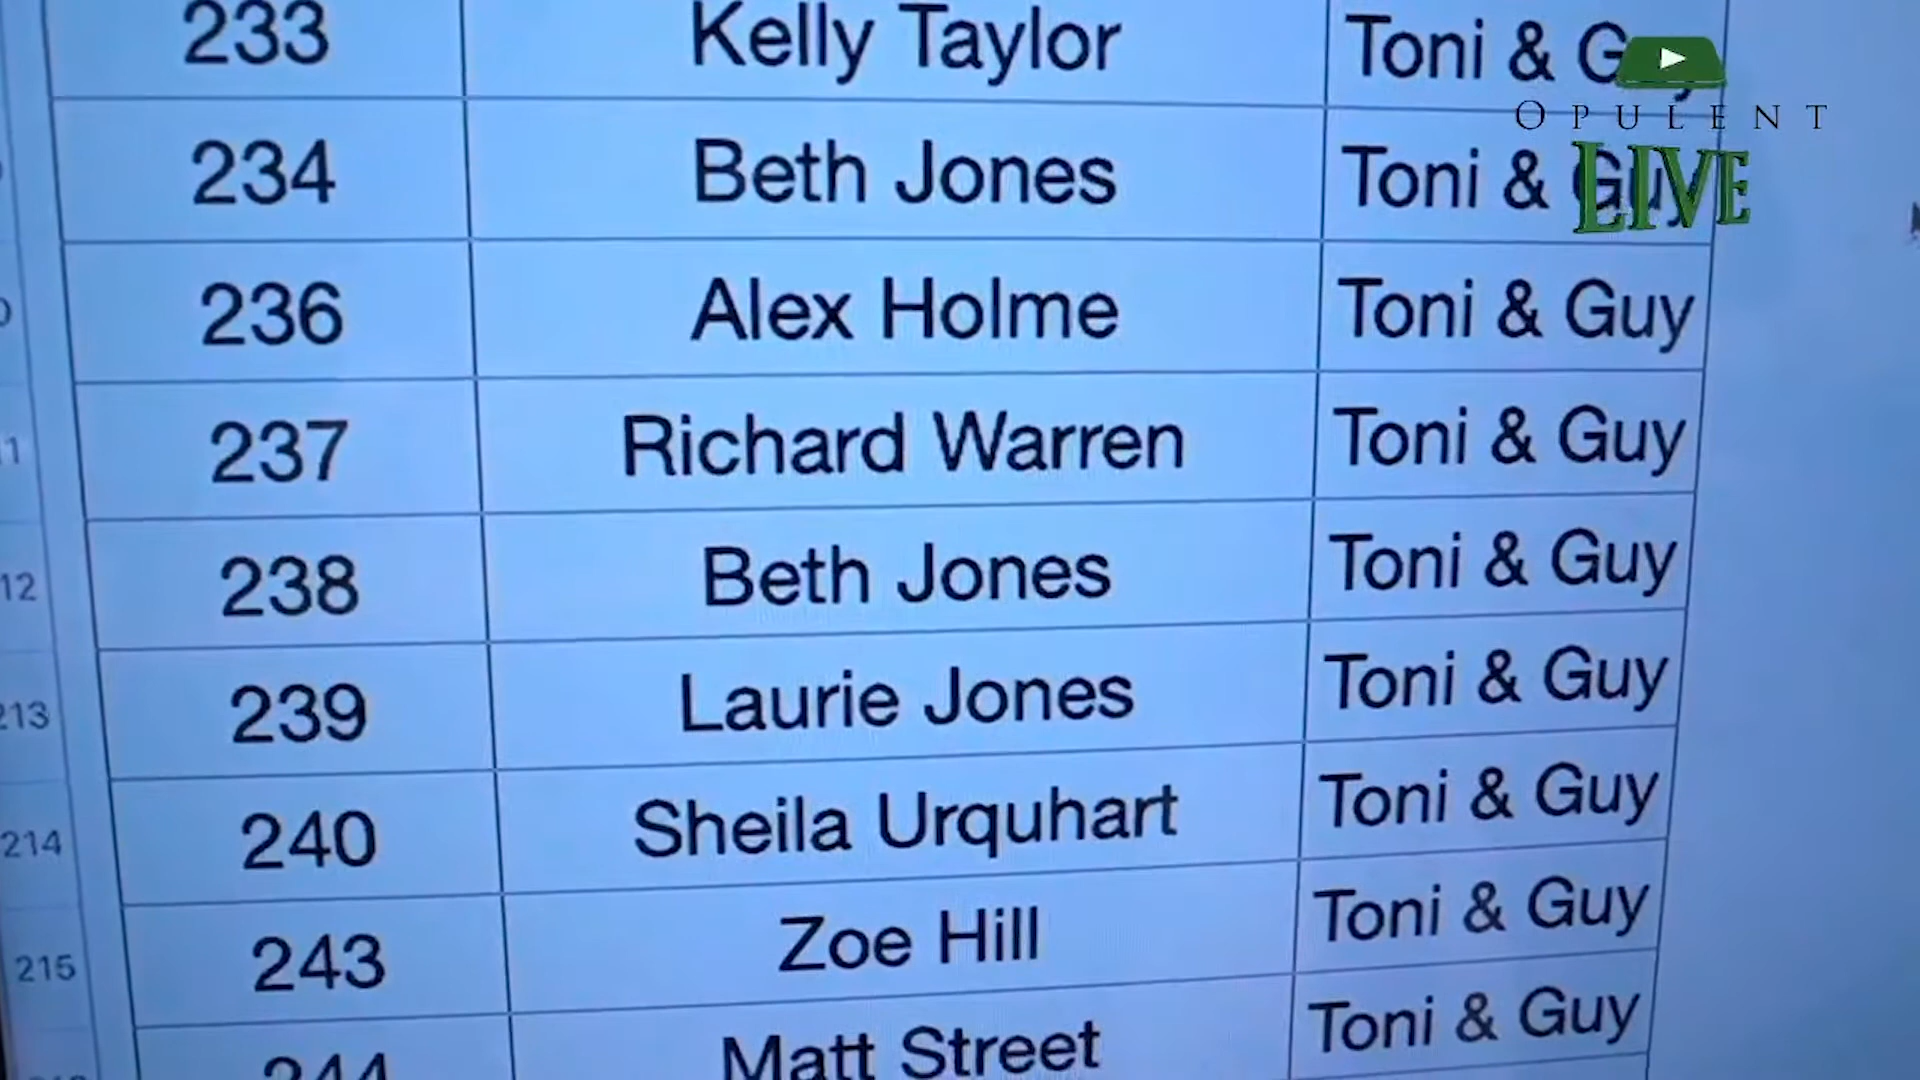 233 Kelly Taylor Toni & G
OPULENT
LIVE
234 Beth Jones Toni & Guy
236 Alex Holme Toni & Guy
237 Richard Warren Toni & Guy
12 238 Beth Jones Toni & Guy
213 239 Laurie Jones Toni & Guy
214 240 Sheila Urquhart Toni & Guy
215 243 Zoe Hill Toni & Guy
244 Matt Street Toni & Guy